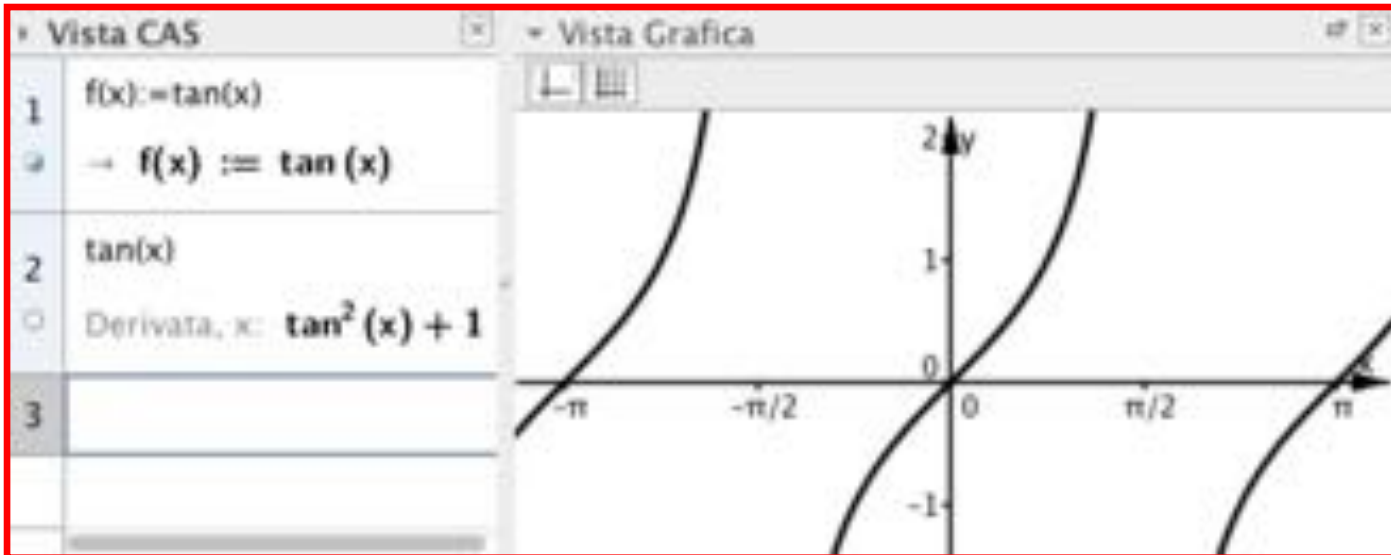 Vista CAS
1
f(x):=tan(x)
→ f(x) := tan (x)
2
tan(x)
Derivata, x: tan² (x) + 1
3
Vista Grafica
2 y
1
0
-π -π/2 0 π/2 π x
-1